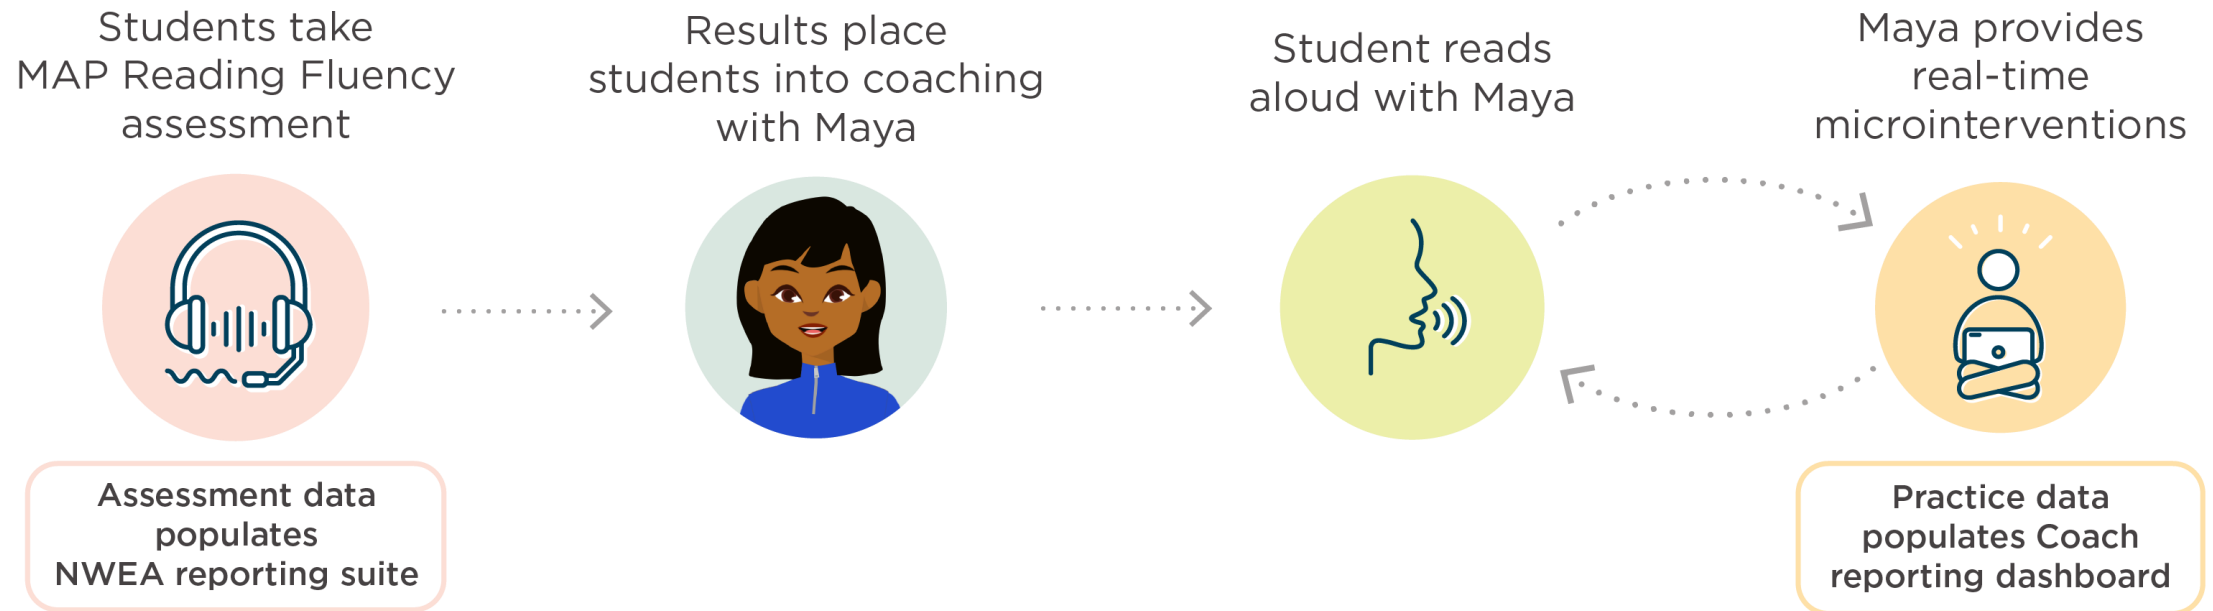 Students take
MAP Reading Fluency
assessment
Results place
students into coaching
with Maya
Student reads
aloud with Maya
Maya provides
real-time
microinterventions
Assessment data
populates
NWEA reporting suite
Practice data
populates Coach
reporting dashboard